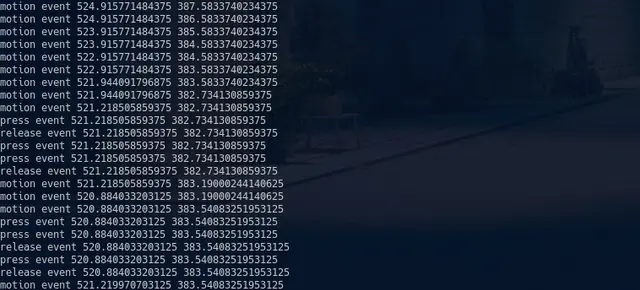 motion event 524.915771484375 387.5833740234375
motion event 524.915771484375 386.5833740234375
motion event 523.915771484375 385.5833740234375
motion event 523.915771484375 384.5833740234375
motion event 522.915771484375 384.5833740234375
motion event 522.915771484375 383.5833740234375
motion event 521.944091796875 383.5833740234375
motion event 521.944091796875 382.734130859375
motion event 521.218505859375 382.734130859375
press event 521.218505859375 382.734130859375
release event 521.218505859375 382.734130859375
press event 521.218505859375 382.734130859375
press event 521.218505859375 382.734130859375
release event 521.218505859375 382.734130859375
motion event 521.218505859375 383.19000244140625
motion event 520.884033203125 383.19000244140625
motion event 520.884033203125 383.54083251953125
press event 520.884033203125 383.54083251953125
press event 520.884033203125 383.54083251953125
release event 520.884033203125 383.54083251953125
press event 520.884033203125 383.54083251953125
release event 520.884033203125 383.54083251953125
motion event 521.219970703125 383.54083251953125